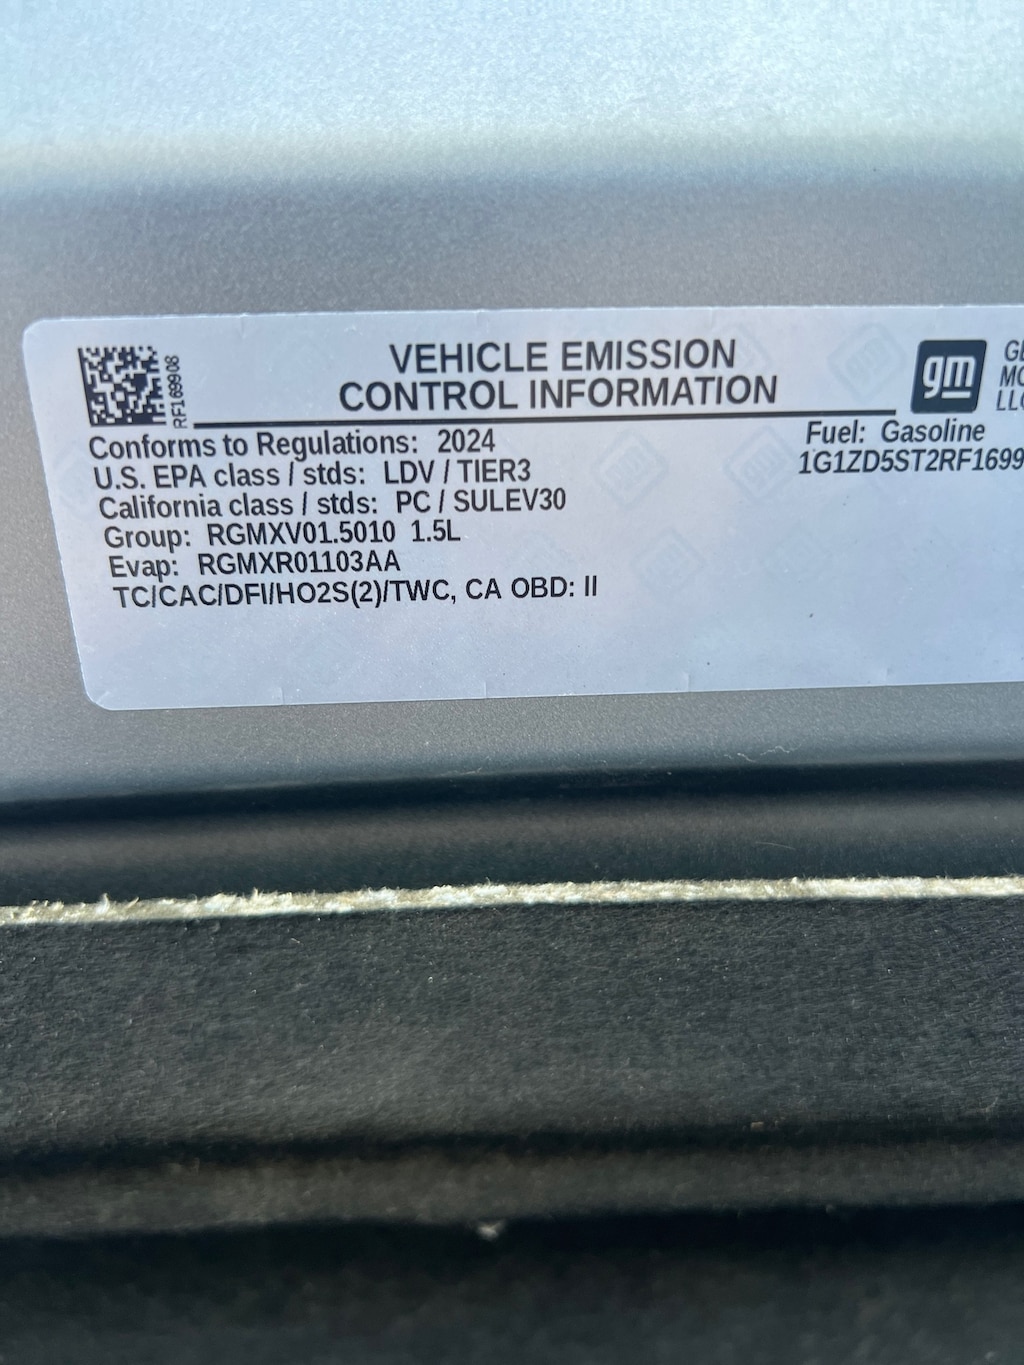 RF169908
VEHICLE EMISSION
CONTROL INFORMATION
gm
Conforms to Regulations: 2024
U.S. EPA class / stds: LDV / TIER3
California class / stds: PC / SULEV30
Group: RGMXV01.5010 1.5L
Evap: RGMXR01103AA
TC/CAC/DFI/HO2S(2)/TWC, CA OBD: II
Fuel: Gasoline
1G1ZD5ST2RF1699